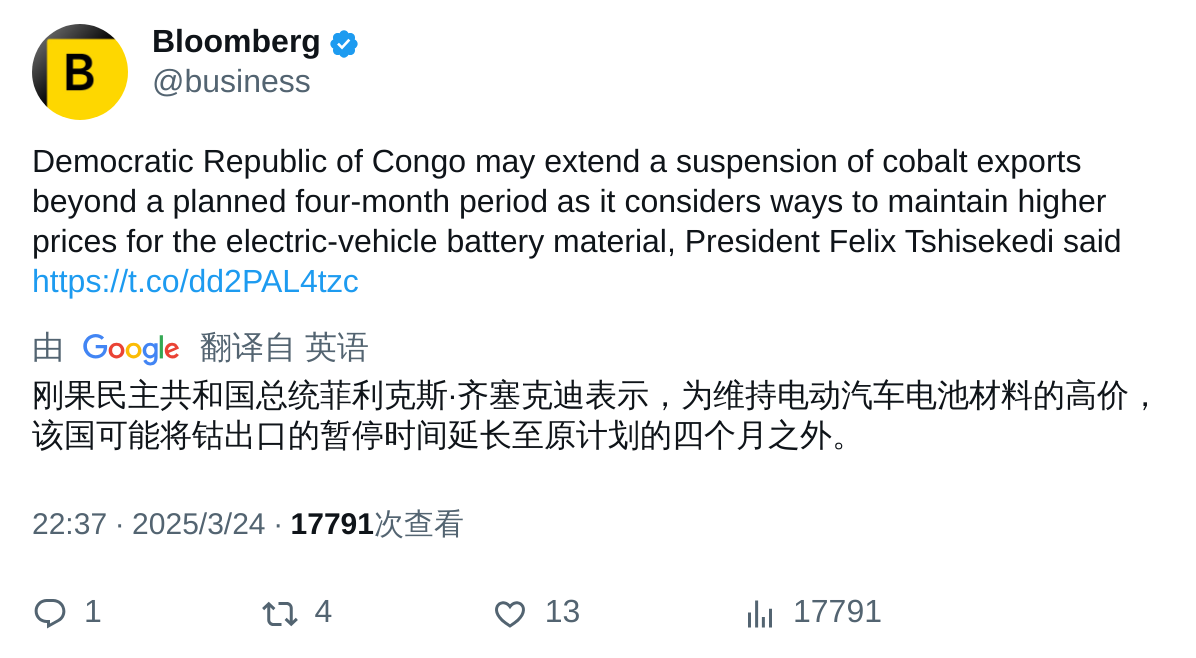 B
Bloomberg
@business
Democratic Republic of Congo may extend a suspension of cobalt exports
beyond a planned four-month period as it considers ways to maintain higher
prices for the electric-vehicle battery material, President Felix Tshisekedi said
https://t.co/dd2PAL4tzc
由 Google 翻译自 英语
刚果民主共和国总统菲利克斯·齐塞克迪表示，为维持电动汽车电池材料的高价，
该国可能将钴出口的暂停时间延长至原计划的四个月之外。
22:37 · 2025/3/24 · 17791次查看
1 4 13 17791